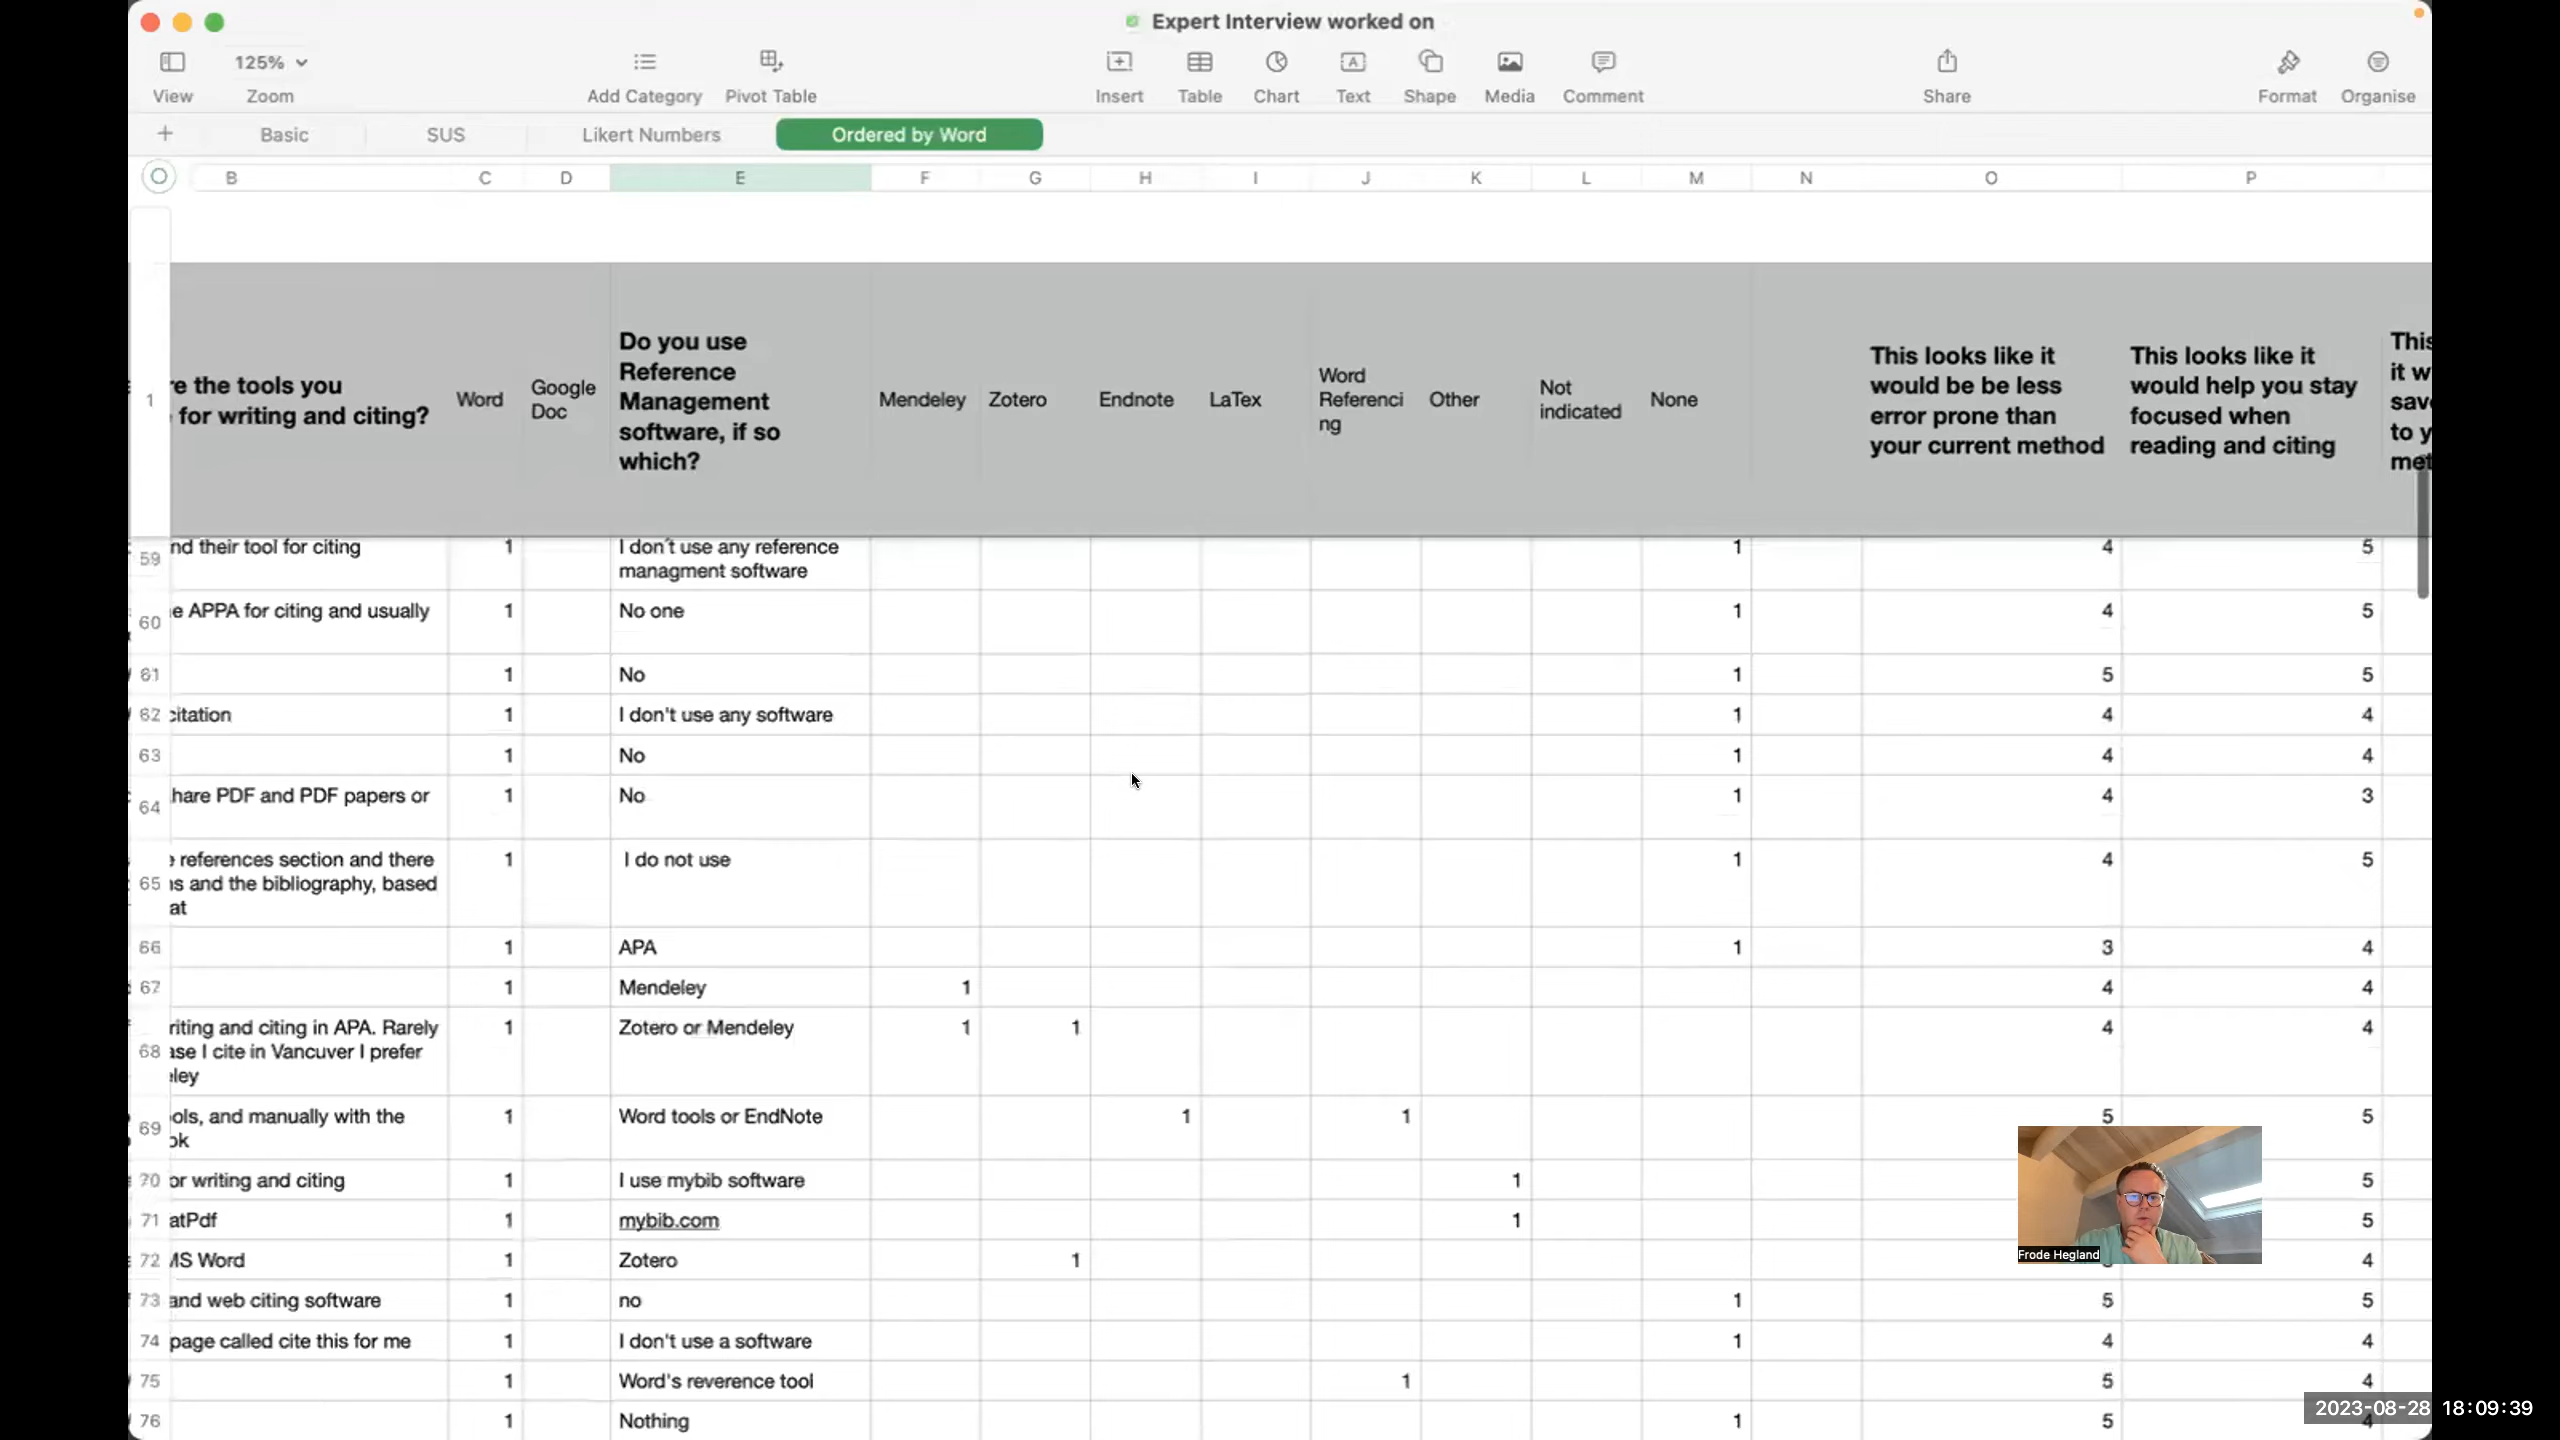 Expert Interview worked on
125%
View Zoom Add Category Pivot Table Insert Table Chart Text Shape Media Comment Share Format Organise
+ Basic SUS Likert Numbers Ordered by Word
B C D E F G H I J K L M N O P
1
re the tools you
for writing and citing?
Word
Google
Doc
Do you use
Reference
Management
software, if so
which?
Mendeley
Zotero
Endnote
LaTex
Word
Referenci
ng
Other
Not
indicated
None
This looks like it
would be be less
error prone than
your current method
This looks like it
would help you stay
focused when
reading and citing
This
it w
sav
to y
met
59 nd their tool for citing 1 I don't use any reference 1 4 5
managment software
60 e APPA for citing and usually 1 No one 1 4 5
61 1 No 1 5 5
62 citation 1 I don't use any software 1 4 4
63 1 No 1 4 4
64 hare PDF and PDF papers or 1 No 1 4 3
65 e references section and there 1 I do not use 1 4 5
ns and the bibliography, based
at
66 1 APA 1 3 4
67 1 Mendeley 1 4 4
68 riting and citing in APA. Rarely 1 Zotero or Mendeley 1 1 4 4
ase I cite in Vancuver I prefer
eley
69 ols, and manually with the 1 Word tools or EndNote 1 1 5 5
ok
70 or writing and citing 1 I use mybib software 1 5
71 atPdf 1 mybib.com 1 5
72 MS Word 1 Zotero 1 4
73 and web citing software 1 no 1 5 5
74 page called cite this for me 1 I don't use a software 1 4 4
75 1 Word's reverence tool 1 5 4
76 1 Nothing 1 5 4
Frode Hegland
2023-08-28 18:09:39